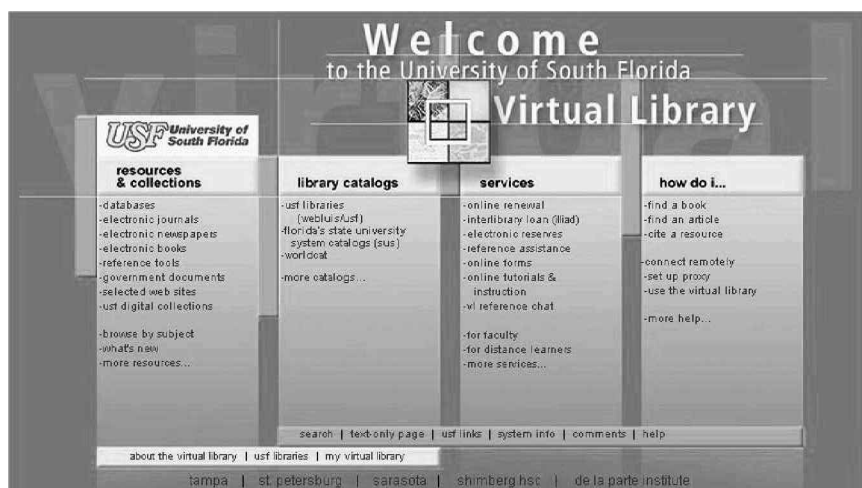 virtual
Welcome
to the University of South Florida
Virtual Library
USF University of
South Florida
resources
& collections
-databases
-electronic journals
-electronic newspapers
-electronic books
-reference tools
-government documents
-selected web sites
-usf digital collections
-browse by subject
-what's new
-more resources...
library catalogs
-usf libraries
(webluis/usf)
-florida's state university
system catalogs (sus)
-worldcat
-more catalogs...
services
-online renewal
-interlibrary loan (illiad)
-electronic reserves
-reference assistance
-online forms
-online tutorials &
instruction
-vl reference chat
-for faculty
-for distance learners
-more services...
how do i...
-find a book
-find an article
-cite a resource
-connect remotely
-set up proxy
-use the virtual library
-more help...
search | text-only page | usf links | system info | comments | help
about the virtual library | usf libraries | my virtual library
tampa | st. petersburg | sarasota | shimberg hsc | de la parte institute